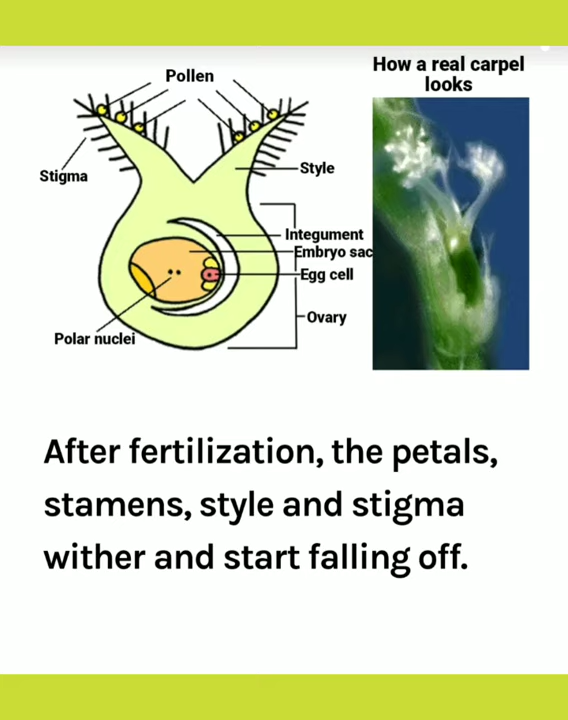 Pollen
How a real carpel
looks
Stigma
Style
Integument
Embryo sac
Egg cell
Ovary
Polar nuclei
After fertilization, the petals,
stamens, style and stigma
wither and start falling off.